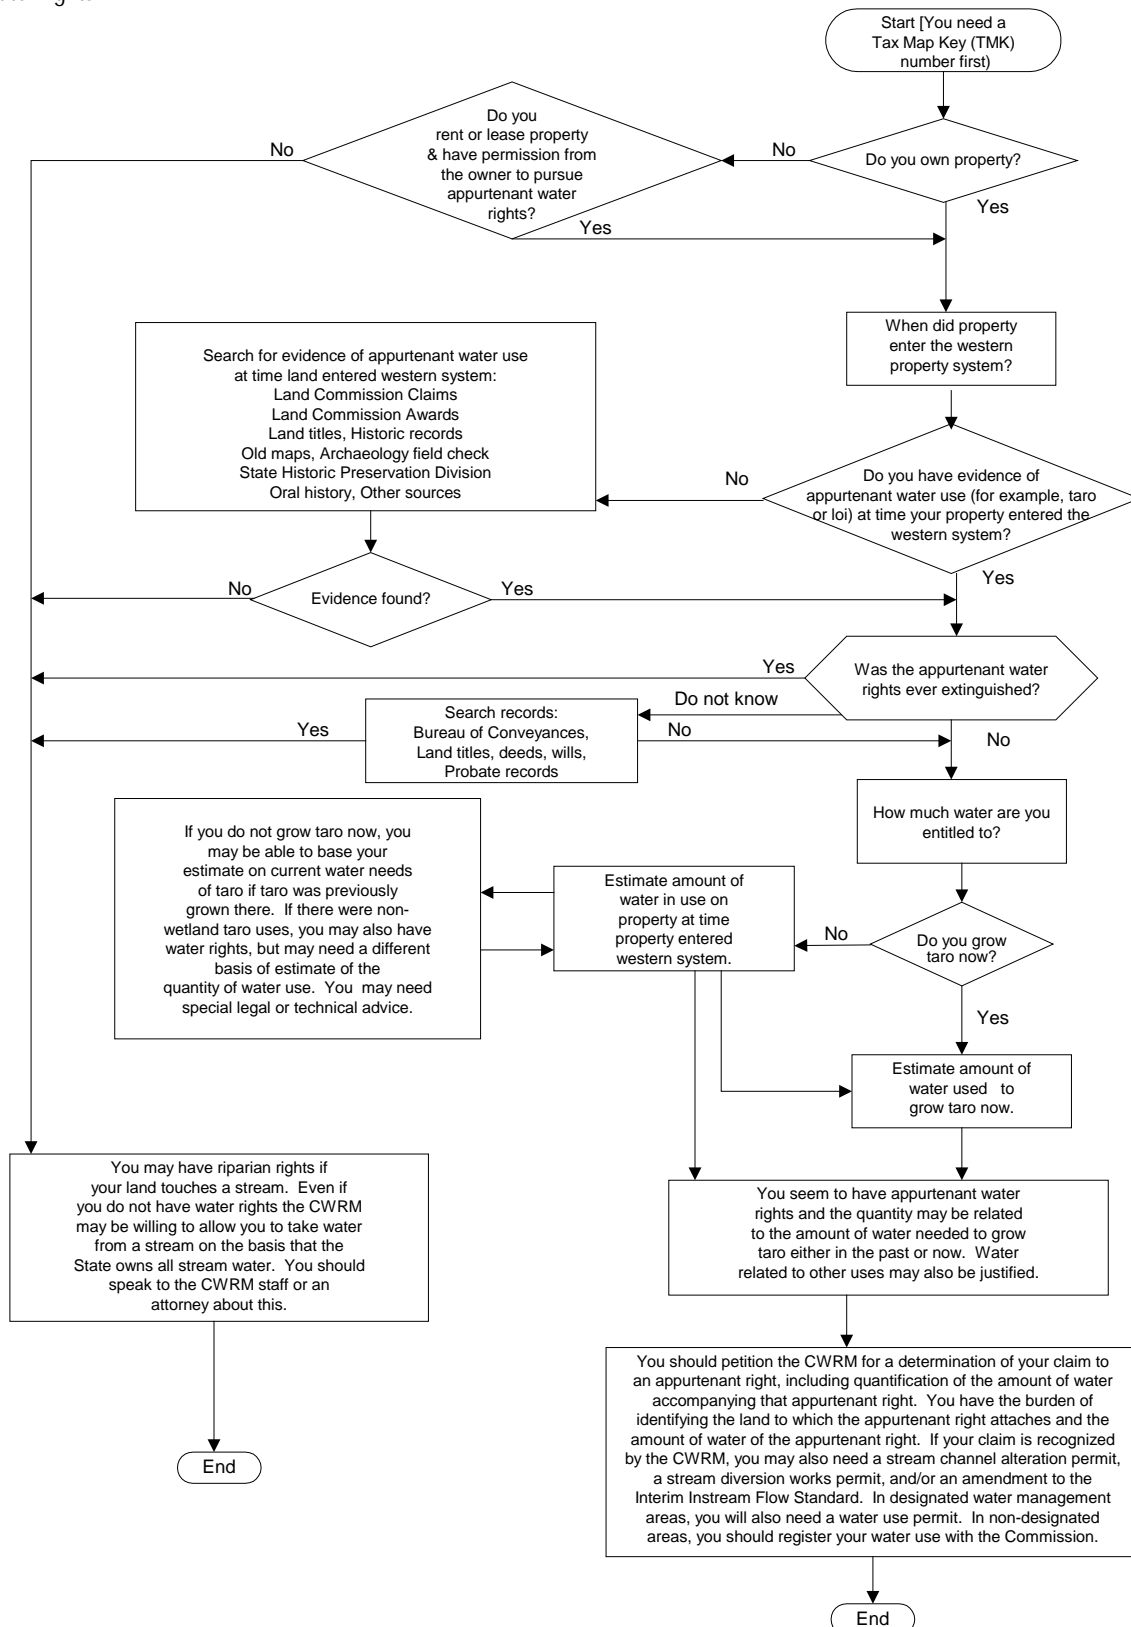 Start [You need a
Tax Map Key (TMK)
number first)
Do you own property?
No
Yes
Do you
rent or lease property
& have permission from
the owner to pursue
appurtenant water
rights?
No
Yes
When did property
enter the western
property system?
Do you have evidence of
appurtenant water use (for example, taro
or loi) at time your property entered the
western system?
No
Yes
Search for evidence of appurtenant water use
at time land entered western system:
Land Commission Claims
Land Commission Awards
Land titles, Historic records
Old maps, Archaeology field check
State Historic Preservation Division
Oral history, Other sources
Evidence found?
No
Yes
Was the appurtenant water
rights ever extinguished?
Yes
Do not know
No
Search records:
Bureau of Conveyances,
Land titles, deeds, wills,
Probate records
Yes
No
How much water are you
entitled to?
Do you grow
taro now?
No
Yes
Estimate amount of
water in use on
property at time
property entered
western system.
If you do not grow taro now, you
may be able to base your
estimate on current water needs
of taro if taro was previously
grown there. If there were non-
wetland taro uses, you may also have
water rights, but may need a different
basis of estimate of the
quantity of water use. You may need
special legal or technical advice.
Estimate amount of
water used to
grow taro now.
You may have riparian rights if
your land touches a stream. Even if
you do not have water rights the CWRM
may be willing to allow you to take water
from a stream on the basis that the
State owns all stream water. You should
speak to the CWRM staff or an
attorney about this.
End
You seem to have appurtenant water
rights and the quantity may be related
to the amount of water needed to grow
taro either in the past or now. Water
related to other uses may also be justified.
You should petition the CWRM for a determination of your claim to
an appurtenant right, including quantification of the amount of water
accompanying that appurtenant right. You have the burden of
identifying the land to which the appurtenant right attaches and the
amount of water of the appurtenant right. If your claim is recognized
by the CWRM, you may also need a stream channel alteration permit,
a stream diversion works permit, and/or an amendment to the
Interim Instream Flow Standard. In designated water management
areas, you will also need a water use permit. In non-designated
areas, you should register your water use with the Commission.
End